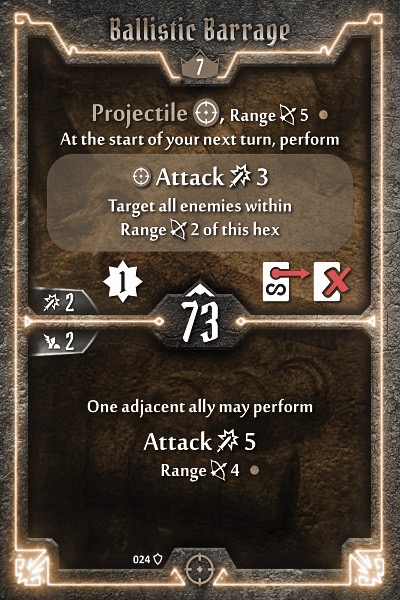 Ballistic Barrage
7
Projectile , Range 5
At the start of your next turn, perform
Attack 3
Target all enemies within
Range 2 of this hex
1
S
X
2
73
2
One adjacent ally may perform
Attack 5
Range 4
024